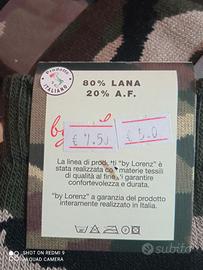 Prodotto
ITALIANO
80% LANA
20% A.F.
€ 7.50
€ 5.0
La linea di prodotti "by Lorenz" è
stata realizzata con materie tessili
di qualità al fine di garantire
confortevolezza e durata.
"by Lorenz" a garanzia del prodotto
interamente realizzato in Italia.
SHOT ON REDMI 9
AI QUAD CAMERA
subito